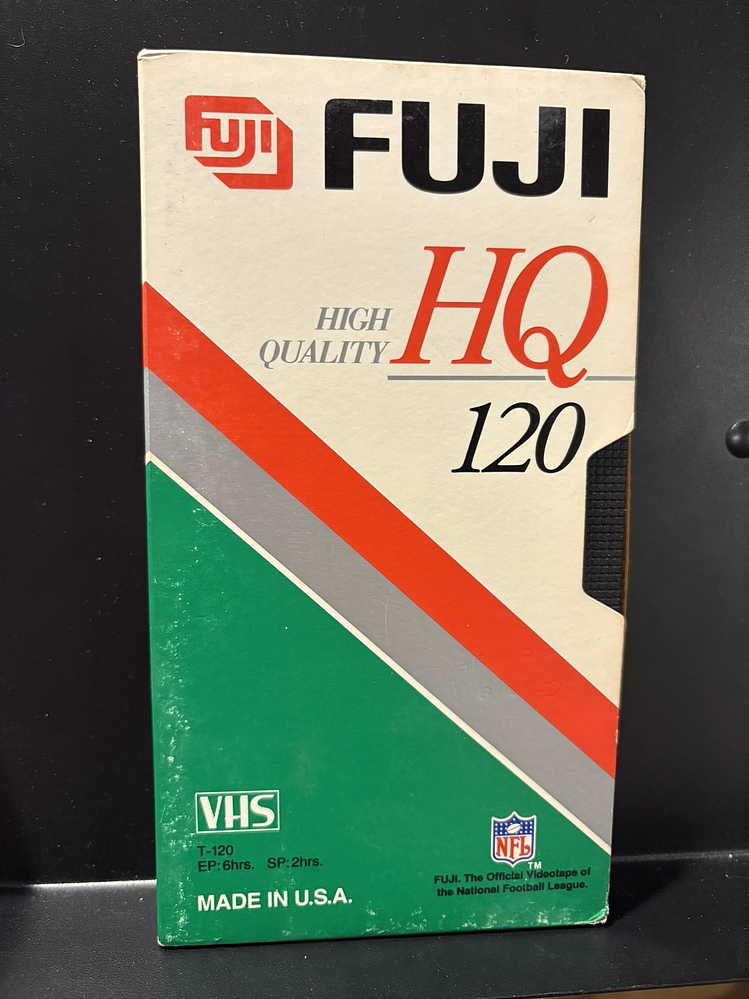 FUJI
FUJI
HQ
HIGH
QUALITY
120
VHS
T-120
EP:6hrs. SP:2hrs.
MADE IN U.S.A.
NFL
TM
FUJI. The Official Videotape of
the National Football League.